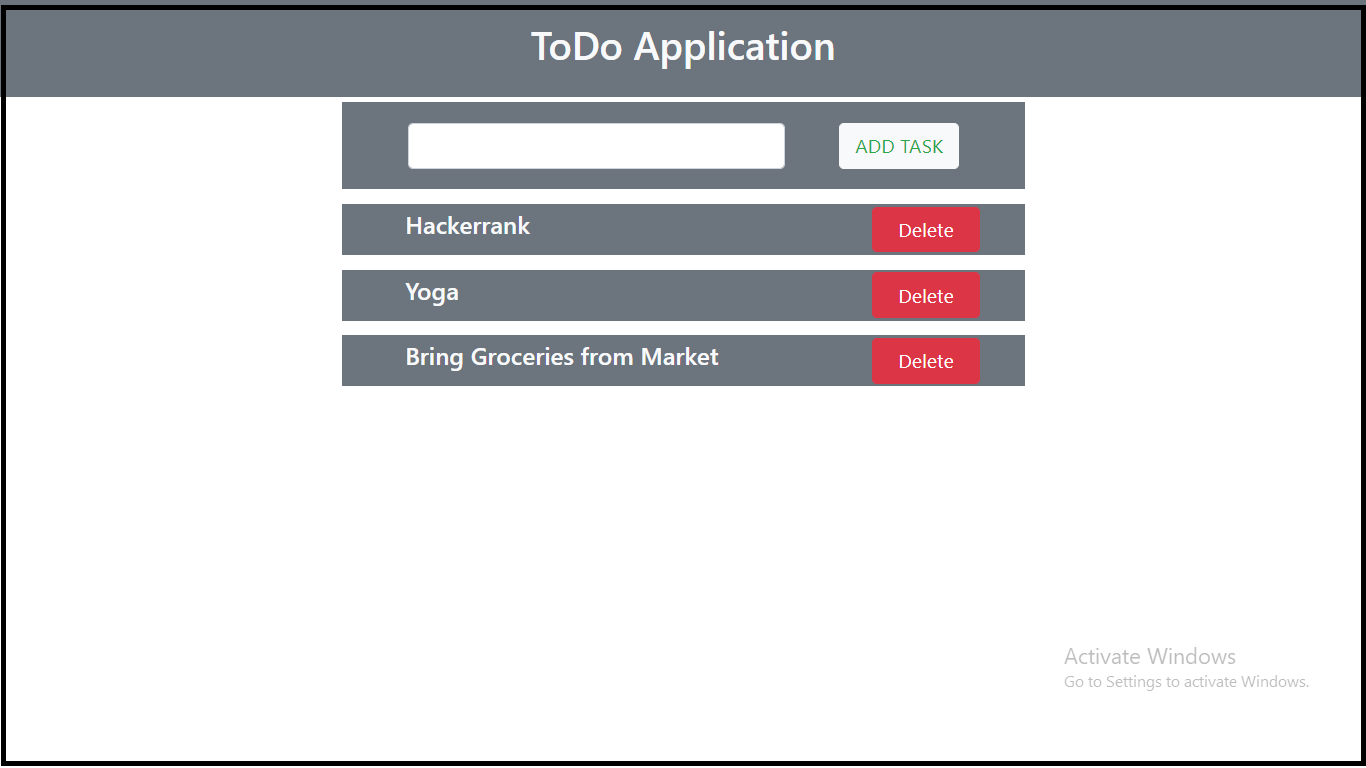 ToDo Application
ADD TASK
Hackerrank
Delete
Yoga
Delete
Bring Groceries from Market
Delete
Activate Windows
Go to Settings to activate Windows.